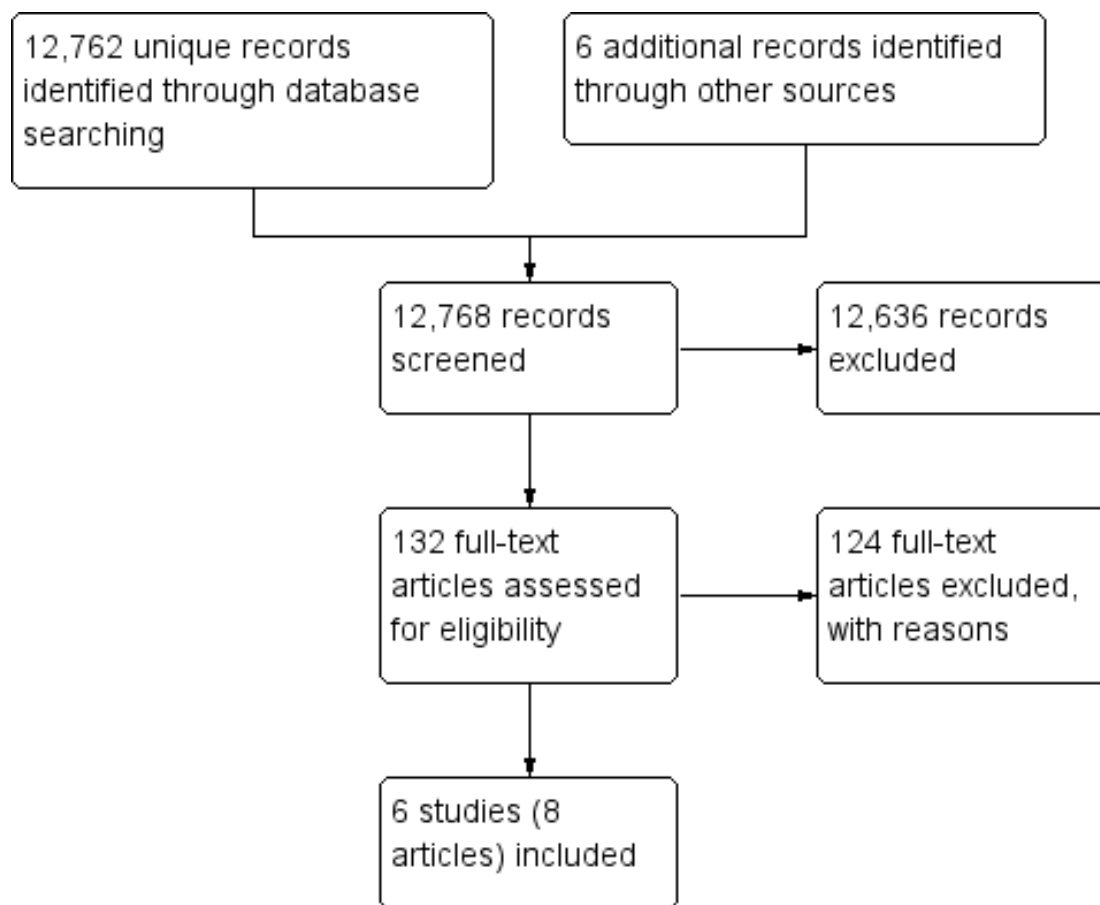 12,762 unique records
identified through database
searching
6 additional records identified
through other sources
12,768 records
screened
12,636 records
excluded
132 full-text
articles assessed
for eligibility
124 full-text
articles excluded,
with reasons
6 studies (8
articles) included